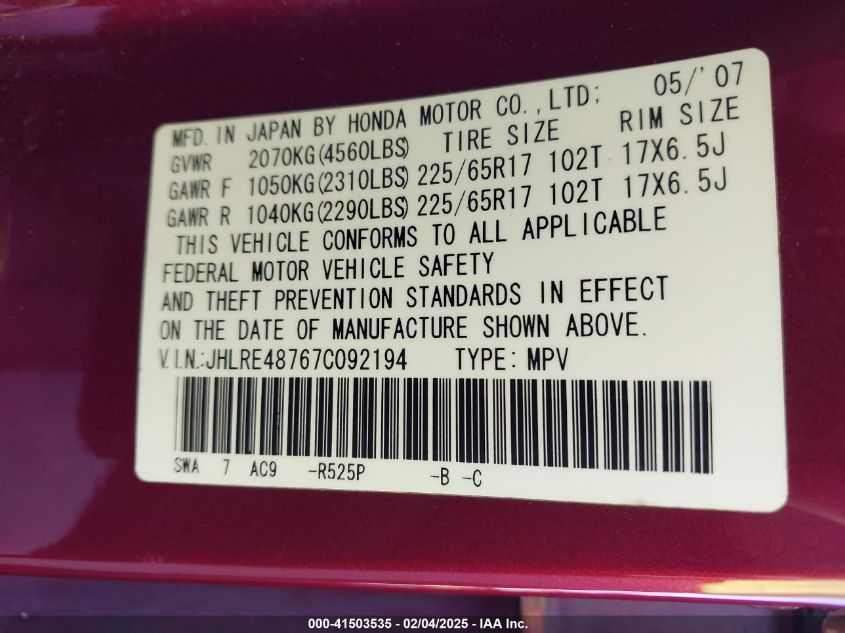 MFD. IN JAPAN BY HONDA MOTOR CO.,LTD; 05/'07
GVWR 2070KG(4560LBS) TIRE SIZE RIM SIZE
GAWR F 1050KG(2310LBS) 225/65R17 102T 17X6.5J
GAWR R 1040KG(2290LBS) 225/65R17 102T 17X6.5J
THIS VEHICLE CONFORMS TO ALL APPLICABLE
FEDERAL MOTOR VEHICLE SAFETY
AND THEFT PREVENTION STANDARDS IN EFFECT
ON THE DATE OF MANUFACTURE SHOWN ABOVE.
V.I.N.:JHLRE48767C092194 TYPE: MPV
SWA 7 AC9 -R525P -B -C
000-41503535 - 02/04/2025 - IAA Inc.